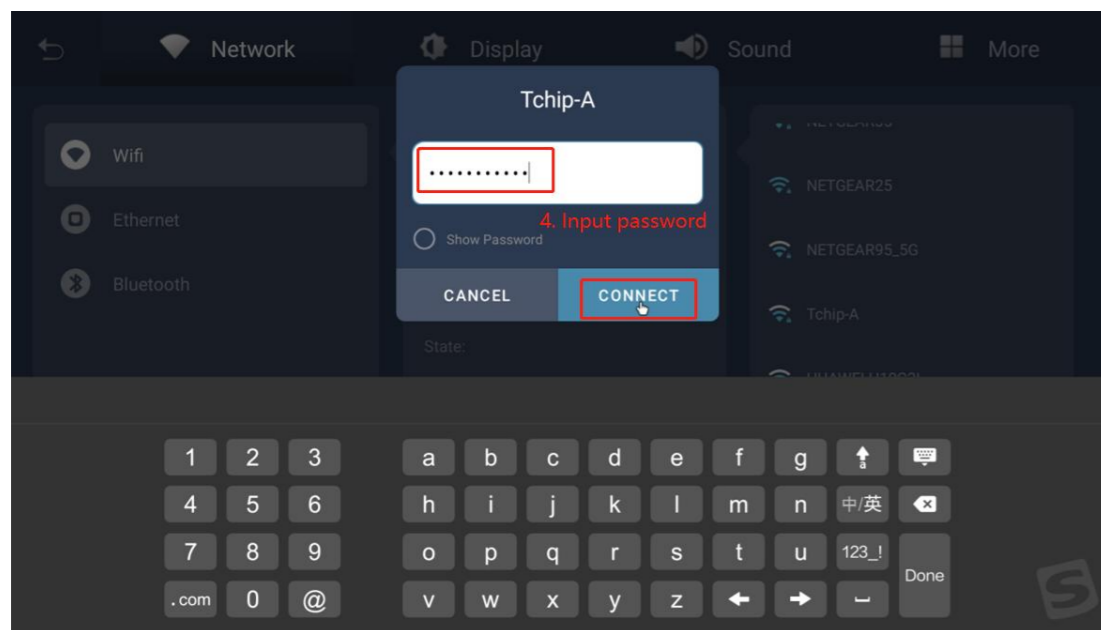 Network
Display
Sound
More
Tchip-A
Wifi
•••••••••••
NETGEAR25
4. Input password
Ethernet
Show Password
NETGEAR95_5G
Bluetooth
CANCEL
CONNECT
Tchip-A
State:
1 2 3 a b c d e f g a
4 5 6 h i j k l m n 中/英
7 8 9 o p q r s t u 123_!
Done
.com 0 @ v w x y z
S